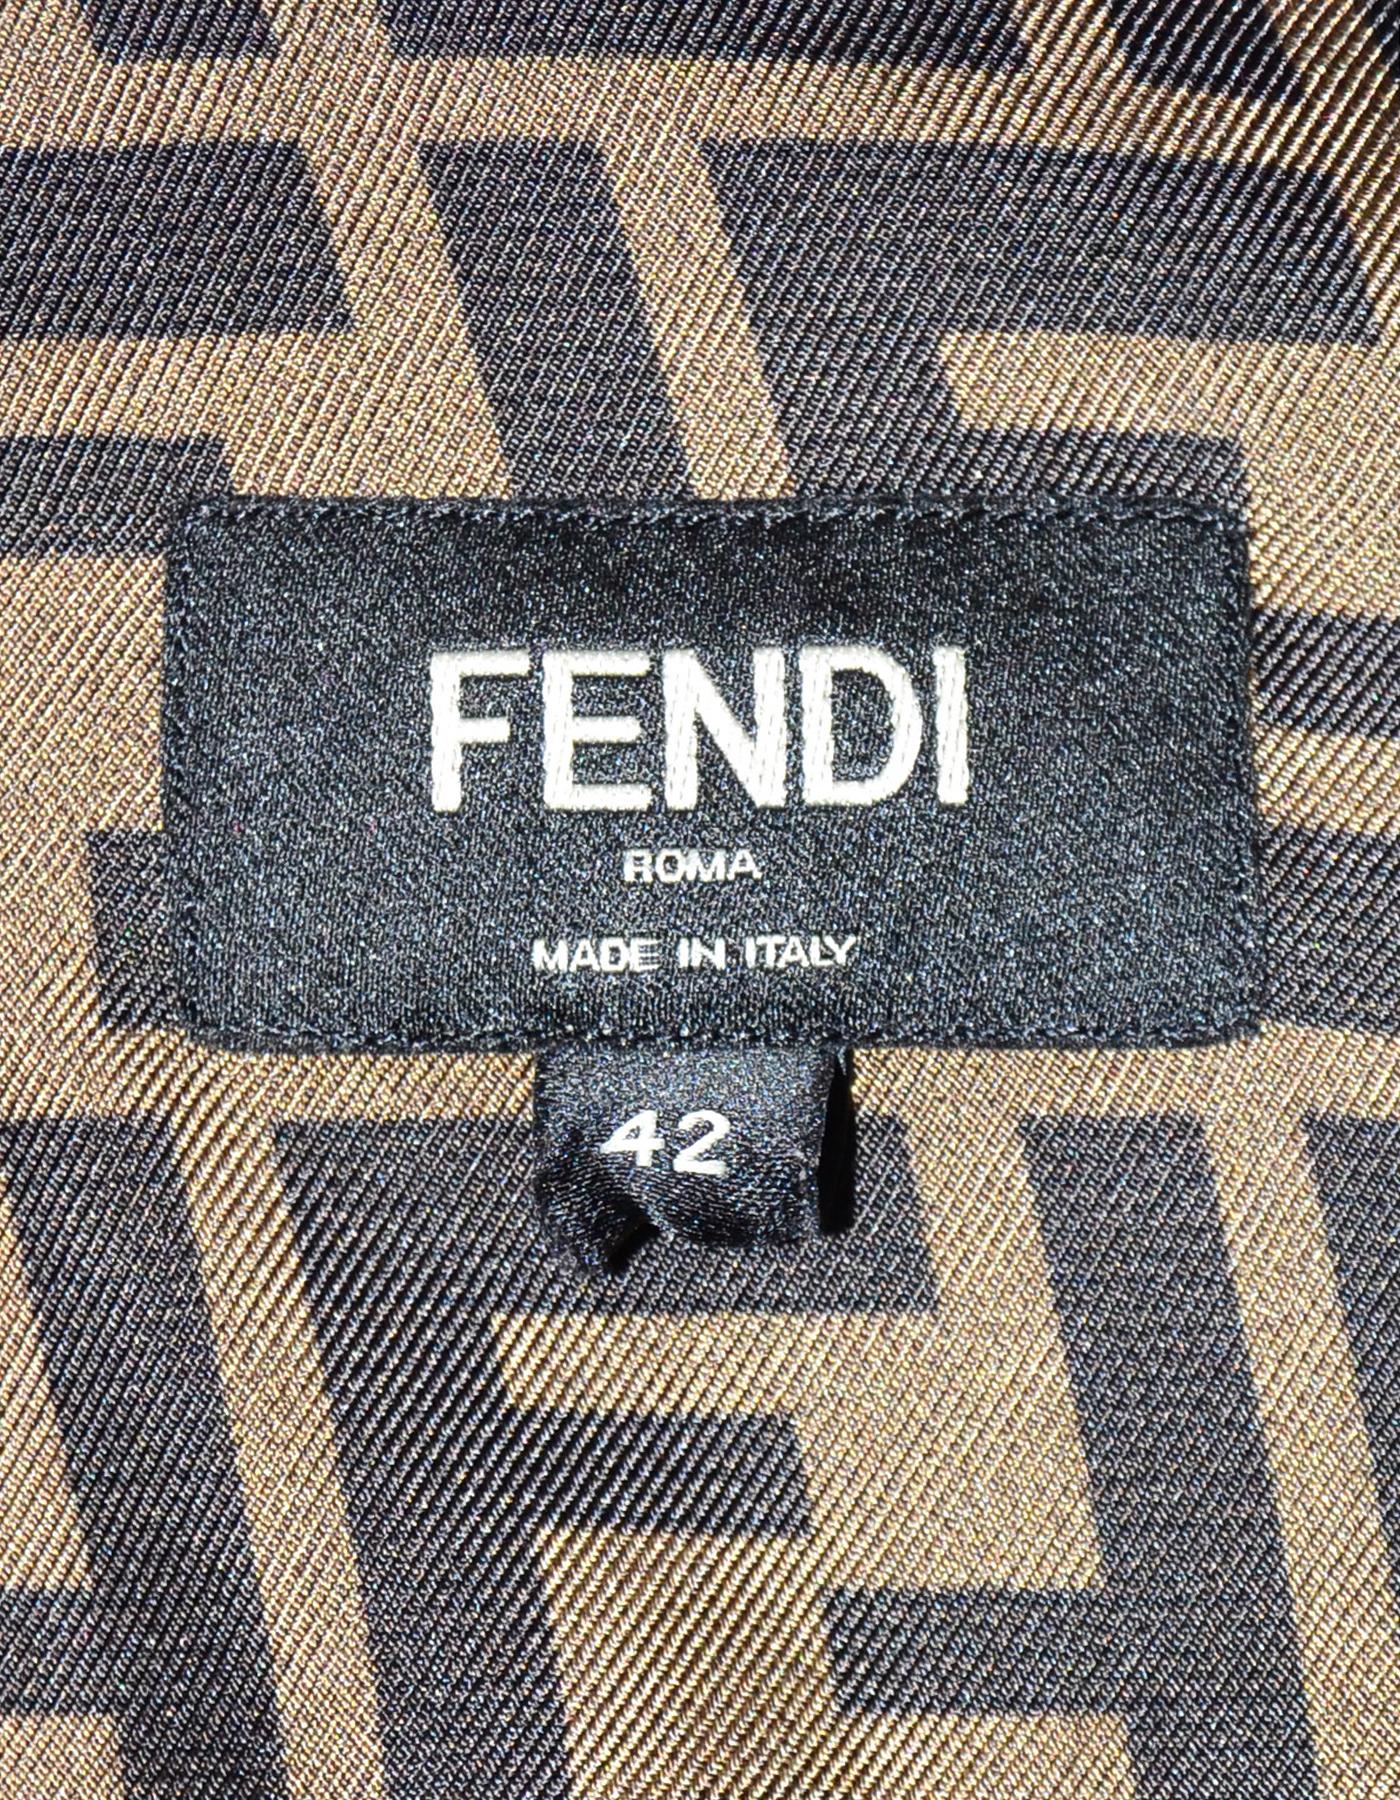 FENDI
ROMA
MADE IN ITALY
42